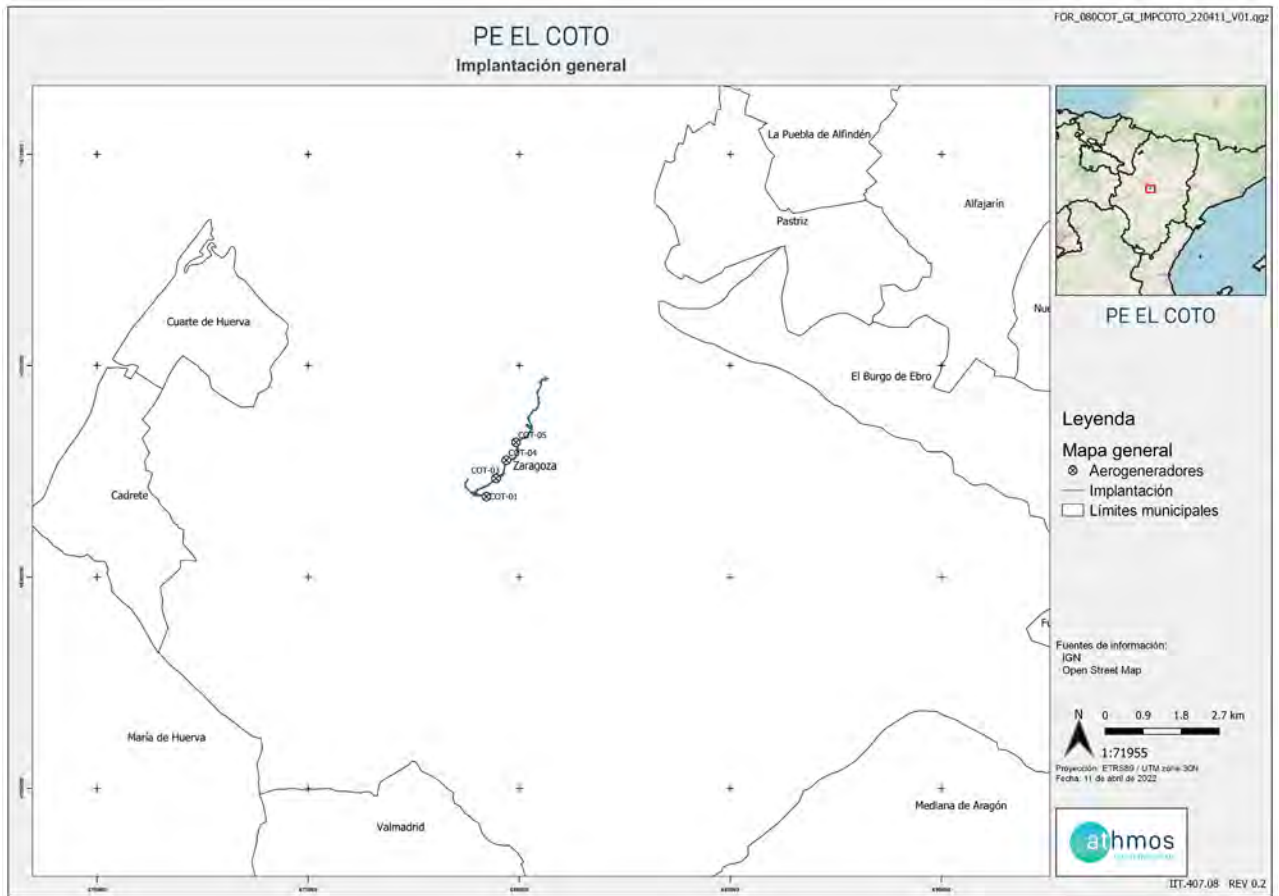 FOR_080COT_GI_IMPCOTO_220411_V01.qgz
PE EL COTO
Implantación general
La Puebla de Alfindén
Alfajarín
Pastriz
Cuarte de Huerva
Nue
El Burgo de Ebro
COT-05
COT-04
Zaragoza
COT-03
COT-01
Cadrete
Fu
María de Huerva
Valmadrid
Mediana de Aragón
PE EL COTO
Leyenda
Mapa general
Aerogeneradores
Implantación
Límites municipales
Fuentes de información:
IGN
Open Street Map
N 0 0.9 1.8 2.7 km
1:71955
Proyección: ETRS89 / UTM zone 30N
Fecha: 11 de abril de 2022
athmos
IIT.407.08 REV 0.2